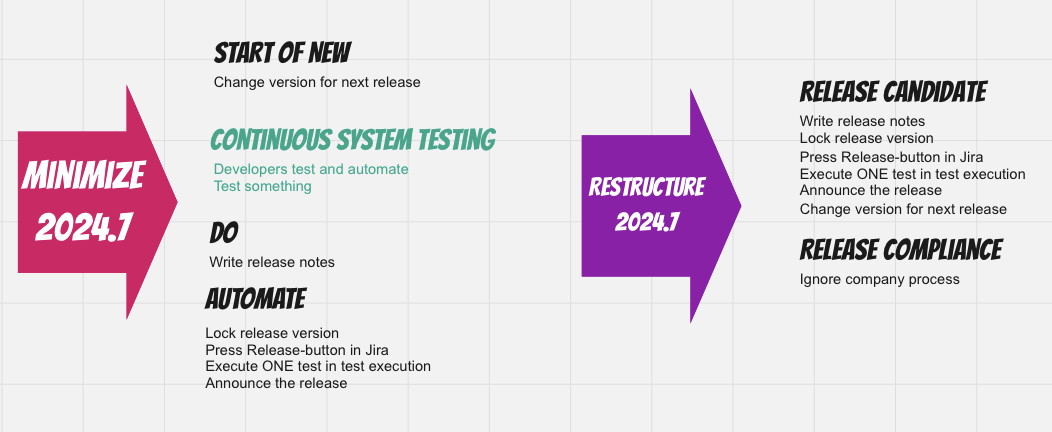 MINIMIZE
2024.7
START OF NEW
Change version for next release
CONTINUOUS SYSTEM TESTING
Developers test and automate
Test something
DO
Write release notes
AUTOMATE
Lock release version
Press Release-button in Jira
Execute ONE test in test execution
Announce the release
RESTRUCTURE
2024.7
RELEASE CANDIDATE
Write release notes
Lock release version
Press Release-button in Jira
Execute ONE test in test execution
Announce the release
Change version for next release
RELEASE COMPLIANCE
Ignore company process